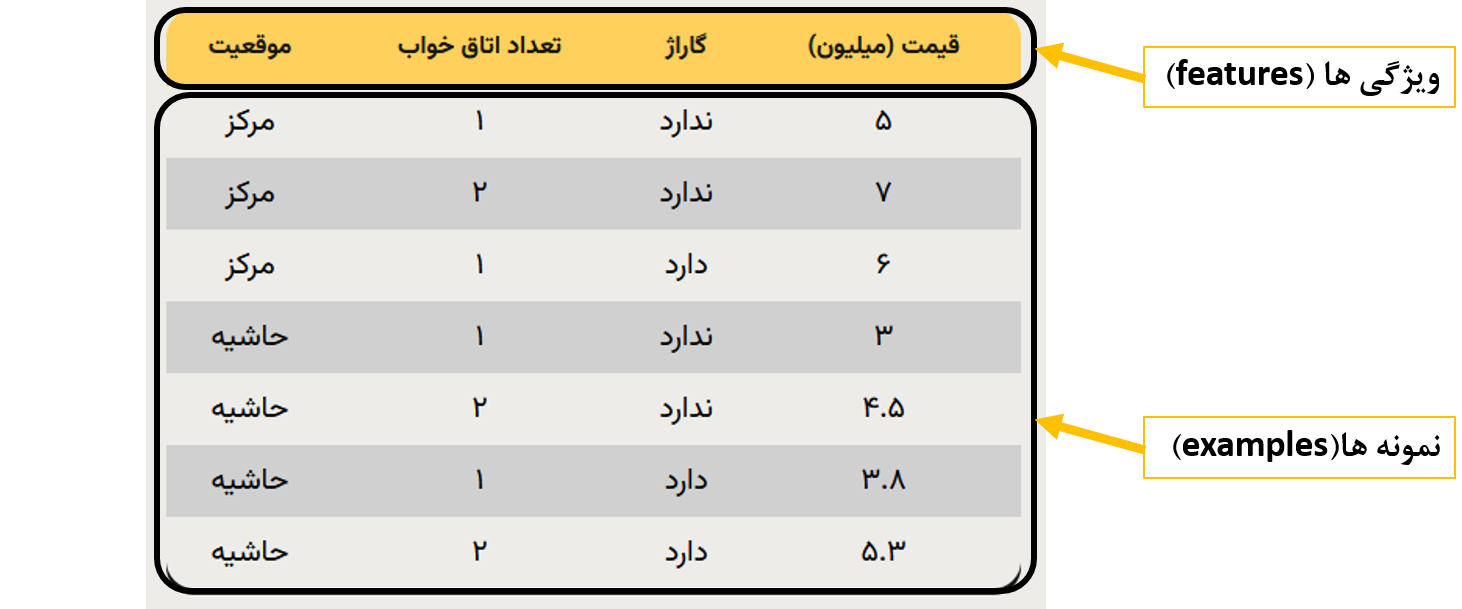 قیمت (میلیون) گاراژ تعداد اتاق خواب موقعیت
۵ ندارد ۱ مرکز
۷ ندارد ۲ مرکز
۶ دارد ۱ مرکز
۳ ندارد ۱ حاشیه
۴.۵ ندارد ۲ حاشیه
۳.۸ دارد ۱ حاشیه
۵.۳ دارد ۲ حاشیه
ویژگی ها (features)
نمونه ها(examples)